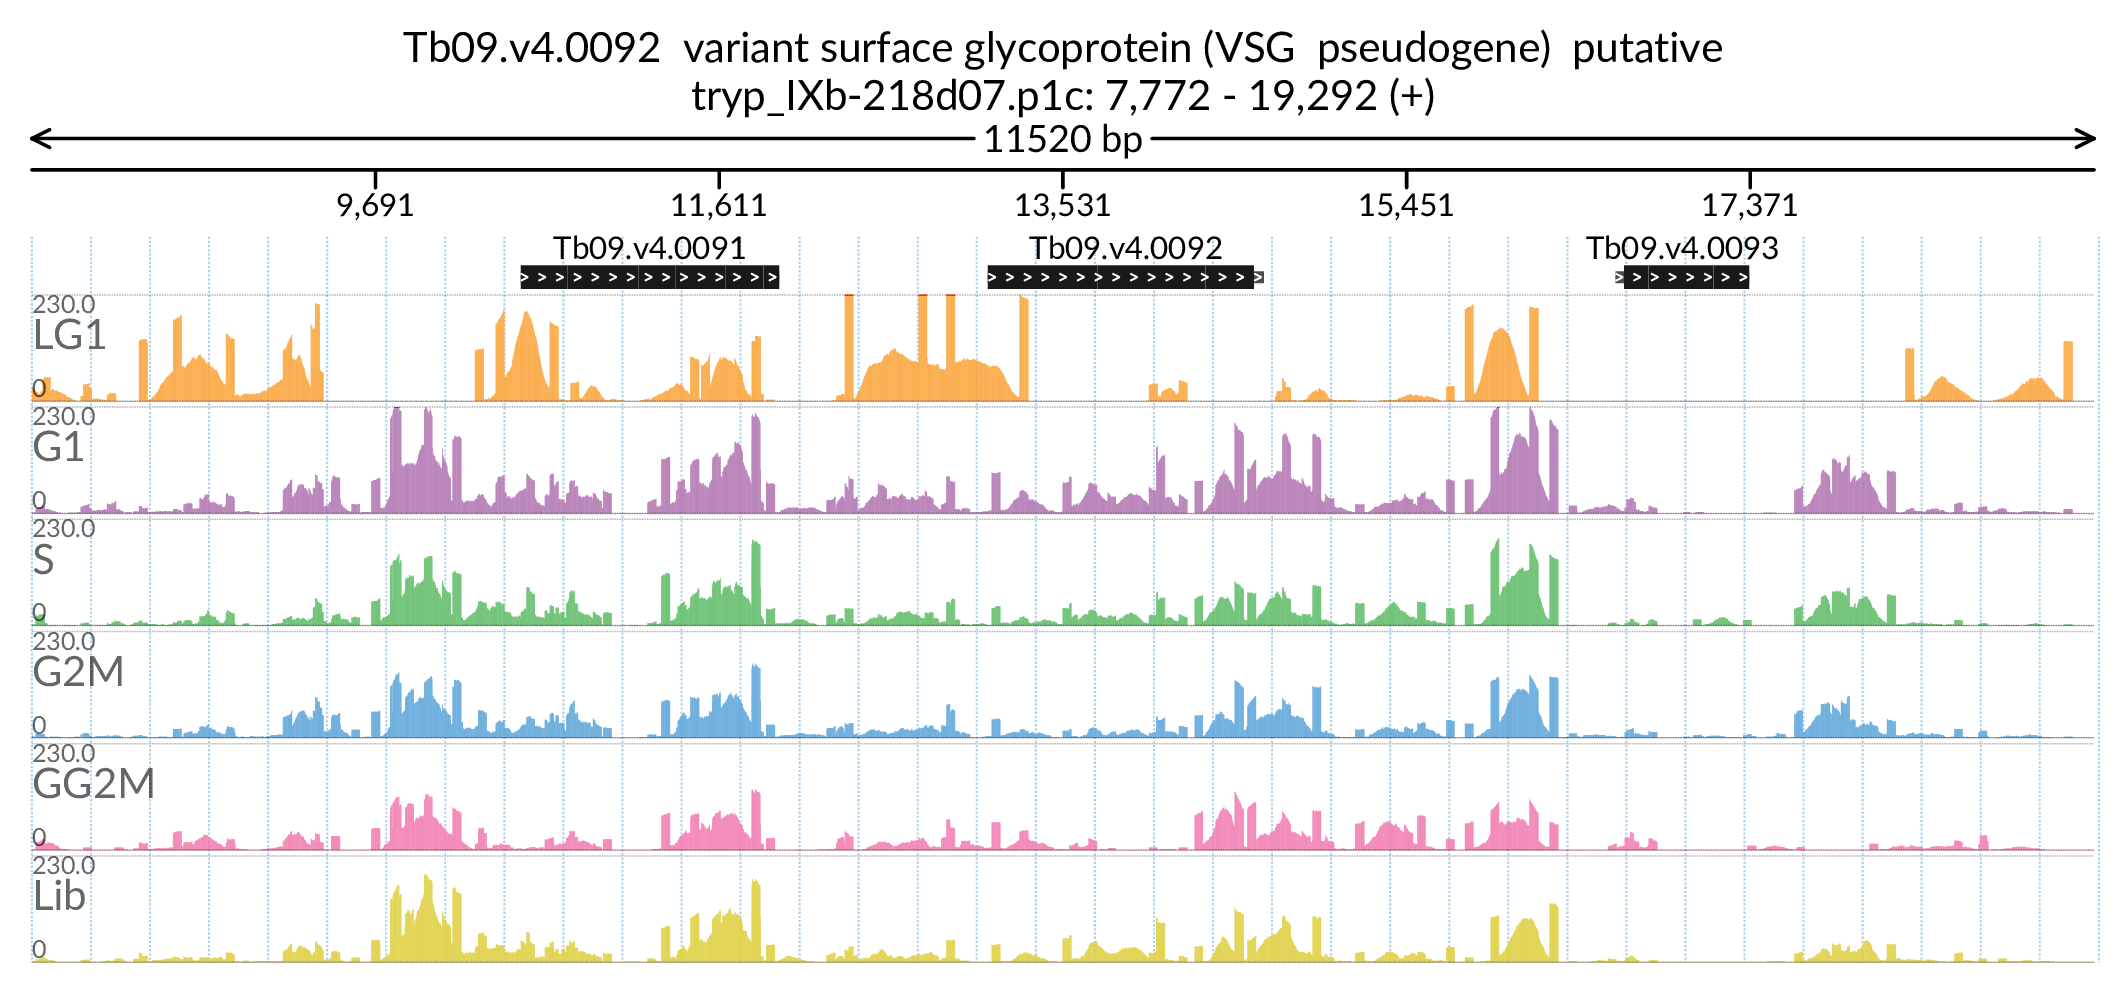 Tb09.v4.0092  variant surface glycoprotein (VSG  pseudogene)  putative
tryp_IXb-218d07.p1c: 7,772 - 19,292 (+)
11520 bp
9,691 11,611 13,531 15,451 17,371
Tb09.v4.0091 Tb09.v4.0092 Tb09.v4.0093
230.0
LG1
0
230.0
G1
0
230.0
S
0
230.0
G2M
0
230.0
GG2M
0
230.0
Lib
0